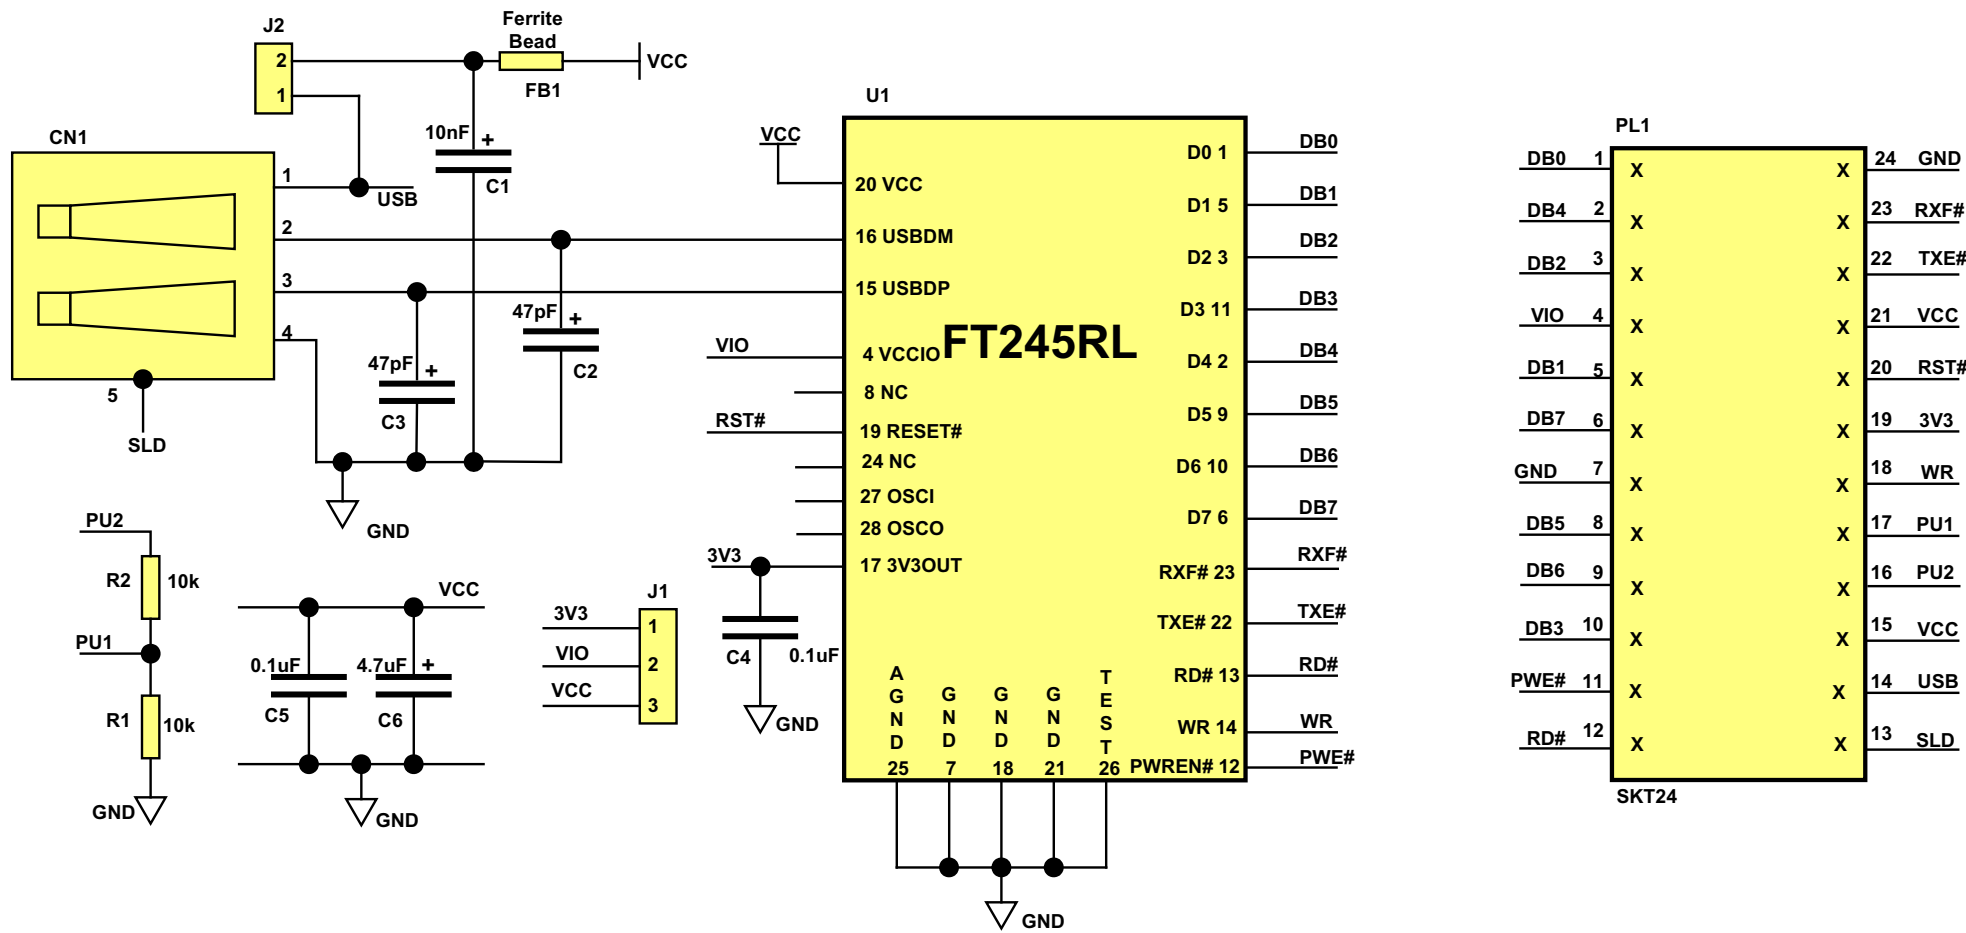 J2
2
1
Ferrite
Bead
FB1
VCC
CN1
1
USB
2
3
4
5
SLD
10nF +
C1
47pF +
C2
47pF +
C3
GND
PU2
R2 10k
PU1
R1 10k
GND
VCC
0.1uF
C5
4.7uF +
C6
GND
J1
3V3 1
VIO 2
VCC 3
3V3
C4 0.1uF
GND
U1
VCC
20 VCC
16 USBDM
15 USBDP
VIO 4 VCCIO
8 NC
RST# 19 RESET#
24 NC
27 OSCI
28 OSCO
17 3V3OUT
FT245RL
D0 1 DB0
D1 5 DB1
D2 3 DB2
D3 11 DB3
D4 2 DB4
D5 9 DB5
D6 10 DB6
D7 6 DB7
RXF# 23 RXF#
TXE# 22 TXE#
RD# 13 RD#
WR 14 WR
PWREN# 12 PWE#
AGND
25
GND
7
GND
18
GND
21
TEST
26
GND
PL1
DB0 1 X X 24 GND
DB4 2 X X 23 RXF#
DB2 3 X X 22 TXE#
VIO 4 X X 21 VCC
DB1 5 X X 20 RST#
DB7 6 X X 19 3V3
GND 7 X X 18 WR
DB5 8 X X 17 PU1
DB6 9 X X 16 PU2
DB3 10 X X 15 VCC
PWE# 11 X X 14 USB
RD# 12 X X 13 SLD
SKT24